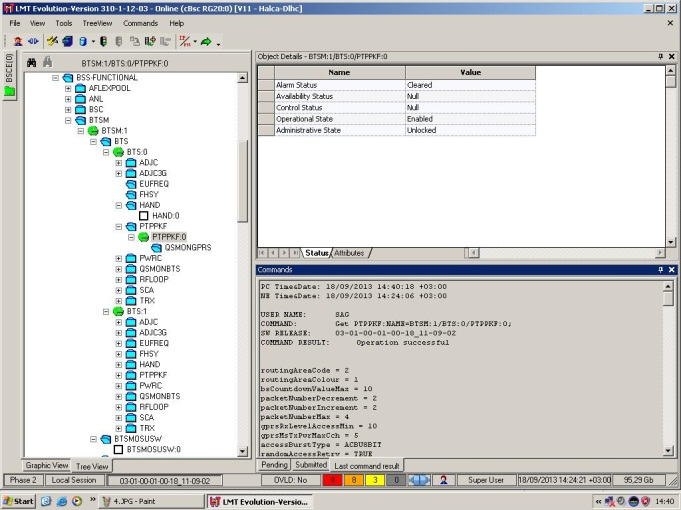 LMT Evolution-Version 310-1-12-03 - Online (cBsc RG20:0) [V11 - Halca-Dlhc]
File View Tools TreeView Commands Help
BSCE[0]
BTSM:1/BTS:0/PTPPKF:0
BSS-FUNCTIONAL
AFLEXPOOL
ANL
BSC
BTSM
BTSM:1
BTS
BTS:0
ADJC
ADJC3G
EUFREQ
FHSY
HAND
HAND:0
PTPPKF
PTPPKF:0
QSMONGPRS
PWRC
QSMONBTS
RFLOOP
SCA
TRX
BTS:1
ADJC
ADJC3G
EUFREQ
FHSY
HAND
PTPPKF
PWRC
QSMONBTS
RFLOOP
SCA
TRX
BTSMOSUSW
BTSMOSUSW:0
Graphic View Tree View
Object Details - BTSM:1/BTS:0/PTPPKF:0
Name Value
Alarm Status Cleared
Availability Status Null
Control Status Null
Operational State Enabled
Administrative State Unlocked
Status Attributes
Commands
PC Time&Date: 18/09/2013 14:40:18 +03:00
NE Time&Date: 18/09/2013 14:24:06 +03:00
USER NAME: SAG
COMMAND: Get PTPPKF:NAME=BTSM:1/BTS:0/PTPPKF:0;
SW RELEASE: 03-01-00-01-00-18_11-09-02
COMMAND RESULT: Operation successful
routingAreaCode = 2
routingAreaColour = 1
bsCountdownValueMax = 10
packetNumberDecrement = 2
packetNumberIncrement = 2
packetNumberMax = 4
gprsRxLevelAccessMin = 10
gprsMsTxPwrMaxCch = 5
accessBurstType = ACBUS8BIT
randomAccessRetry = TRUE
Pending Submitted Last command result
Phase 2 Local Session 03-01-00-01-00-18_11-09-02 OVLD: No 8 3 0 Super User 18/09/2013 14:24:21 +03:00 95,29 Gb
Start 4.JPG - Paint LMT Evolution-Versio... 14:40